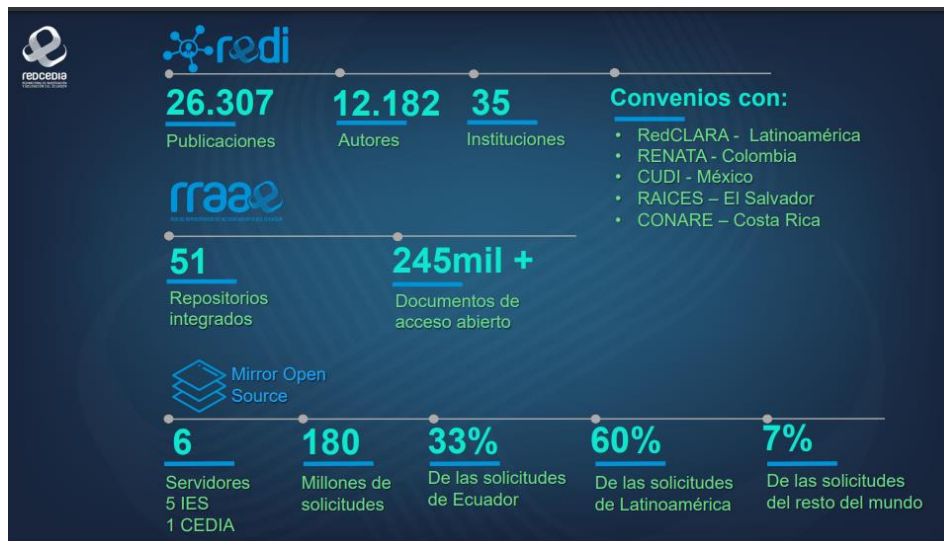 redi
redcedia
26.307
12.182
35
Convenios con:
Publicaciones
Autores
Instituciones
• RedCLARA - Latinoamérica
• RENATA - Colombia
• CUDI - México
• RAICES – El Salvador
• CONARE – Costa Rica
rraae
51
245mil +
Repositorios
integrados
Documentos de
acceso abierto
Mirror Open
Source
6
180
33%
60%
7%
Servidores
5 IES
1 CEDIA
Millones de
solicitudes
De las solicitudes
de Ecuador
De las solicitudes
de Latinoamérica
De las solicitudes
del resto del mundo